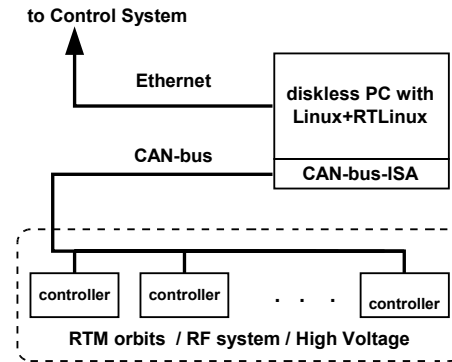 to Control System
Ethernet
diskless PC with
Linux+RTLinux
CAN-bus
CAN-bus-ISA
controller
controller
. . .
controller
RTM orbits / RF system / High Voltage